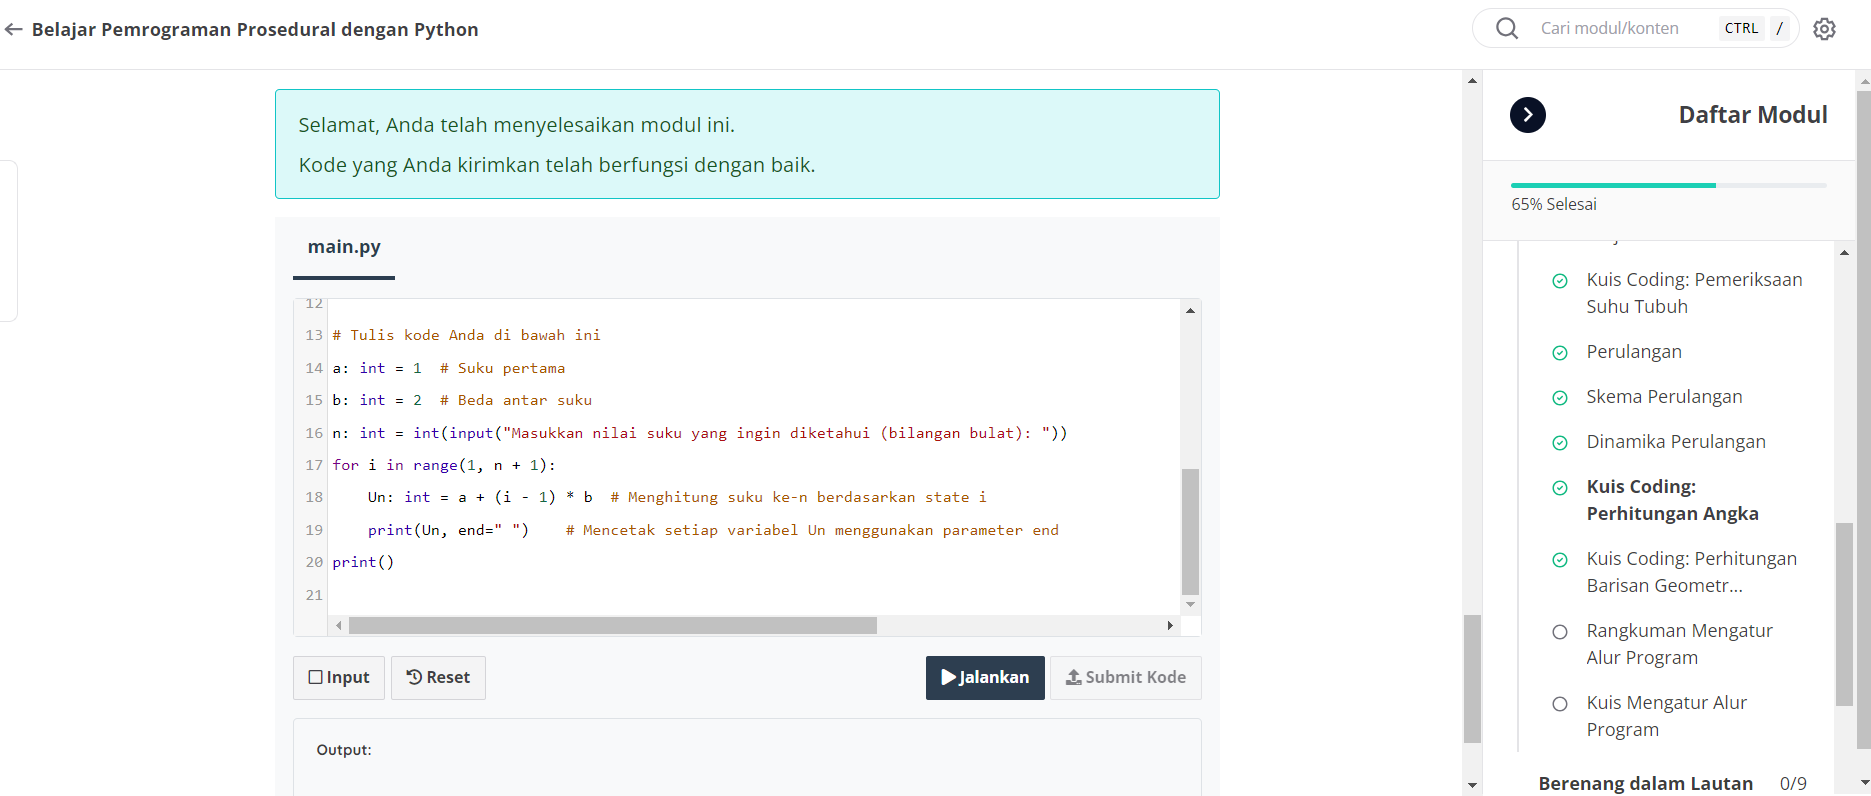 Belajar Pemrograman Prosedural dengan Python
Cari modul/konten CTRL /
Selamat, Anda telah menyelesaikan modul ini.
Kode yang Anda kirimkan telah berfungsi dengan baik.
main.py
12
13 # Tulis kode Anda di bawah ini
14 a: int = 1  # Suku pertama
15 b: int = 2  # Beda antar suku
16 n: int = int(input("Masukkan nilai suku yang ingin diketahui (bilangan bulat): "))
17 for i in range(1, n + 1):
18     Un: int = a + (i - 1) * b  # Menghitung suku ke-n berdasarkan state i
19     print(Un, end=" ")    # Mencetak setiap variabel Un menggunakan parameter end
20 print()
21
Input
Reset
Jalankan
Submit Kode
Output:
Daftar Modul
65% Selesai
Kuis Coding: Pemeriksaan
Suhu Tubuh
Perulangan
Skema Perulangan
Dinamika Perulangan
Kuis Coding:
Perhitungan Angka
Kuis Coding: Perhitungan
Barisan Geometr...
Rangkuman Mengatur
Alur Program
Kuis Mengatur Alur
Program
Berenang dalam Lautan 0/9